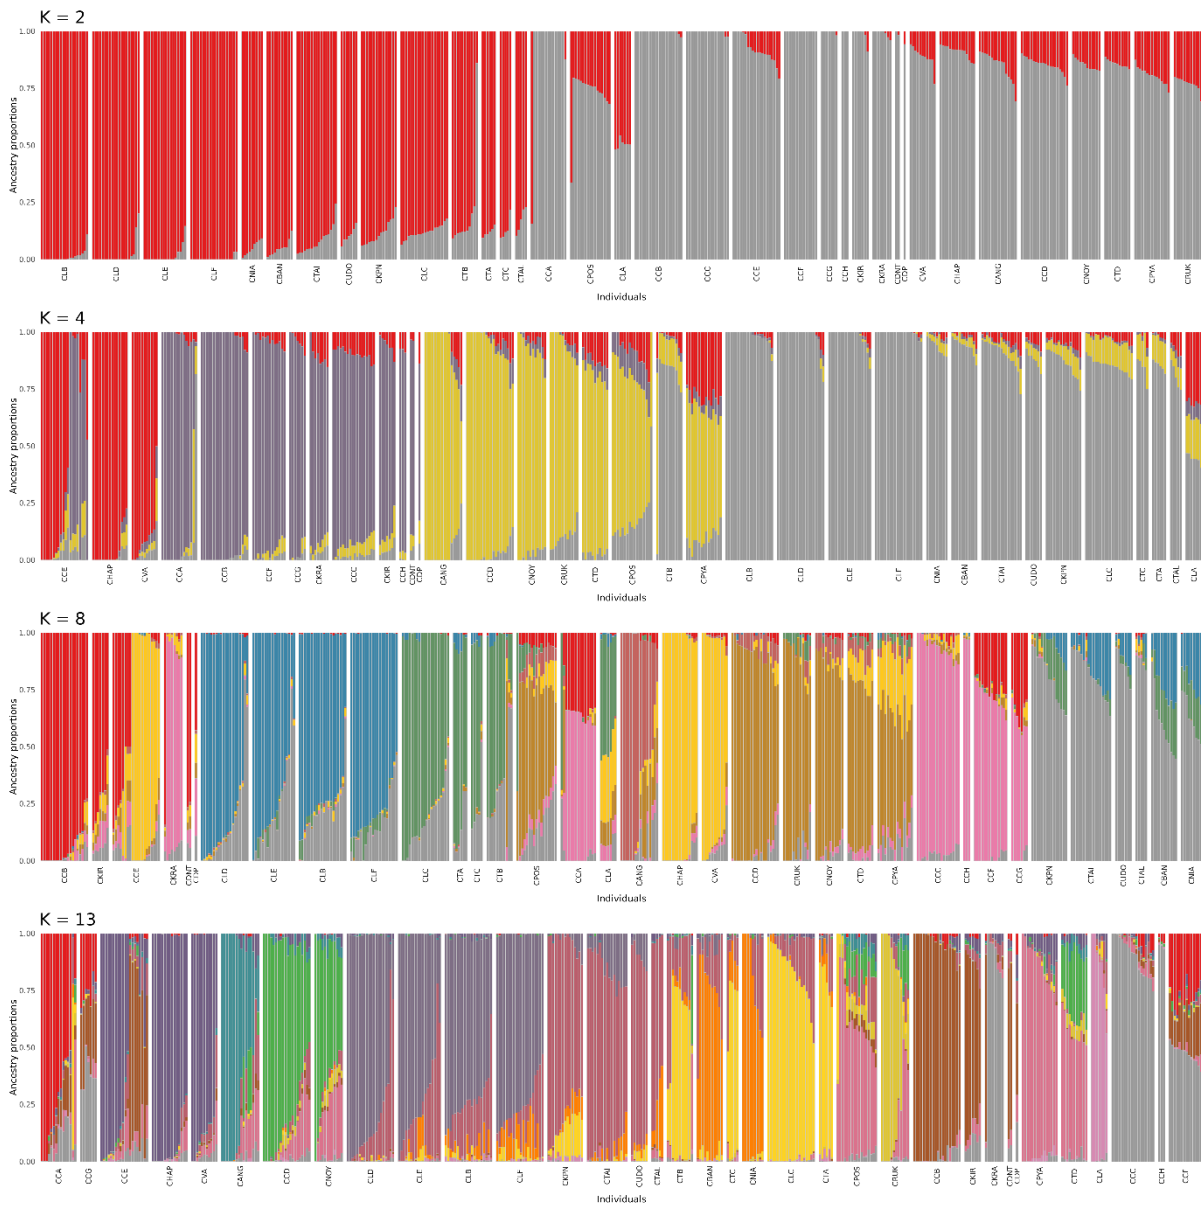 K = 2
1.00
0.75
0.50
0.25
0.00
Ancestry proportions
CLB CLD CLE CLF CNIA CBAN CTAI CUDO CKPN CLC CTB CTA CTC CTAL CCA CPOS CLA CCB CCC CCE CCF CCG CCH CKIR CKRA CDNT CDP CVA CHAP CANG CCD CNOY CTD CPYA CRUK
Individuals
K = 4
1.00
0.75
0.50
0.25
0.00
Ancestry proportions
CCE CHAP CVA CCA CCB CCF CCG CKRA CCC CKIR CCH CDNT CDP CANG CCD CNOY CRUK CTD CPOS CTB CPYA CLB CLD CLE CLF CNIA CBAN CTAI CUDO CKPN CLC CTC CTA CTAL CLA
Individuals
K = 8
1.00
0.75
0.50
0.25
0.00
Ancestry proportions
CCB CKIR CCE CKRA CDNT CDP CLD CLE CLB CLF CLC CTA CTC CTB CPOS CCA CLA CANG CHAP CVA CCD CRUK CNOY CTD CPYA CCC CCH CCF CCG CKPN CTAI CUDO CTAL CBAN CNIA
Individuals
K = 13
1.00
0.75
0.50
0.25
0.00
Ancestry proportions
CCA CCG CCE CHAP CVA CANG CCD CNOY CLD CLE CLB CLF CKPN CTAI CUDO CTAL CTB CBAN CTC CNIA CLC CTA CPOS CRUK CCB CKIR CKRA CDNT CDP CPYA CTD CLA CCC CCH CCF
Individuals